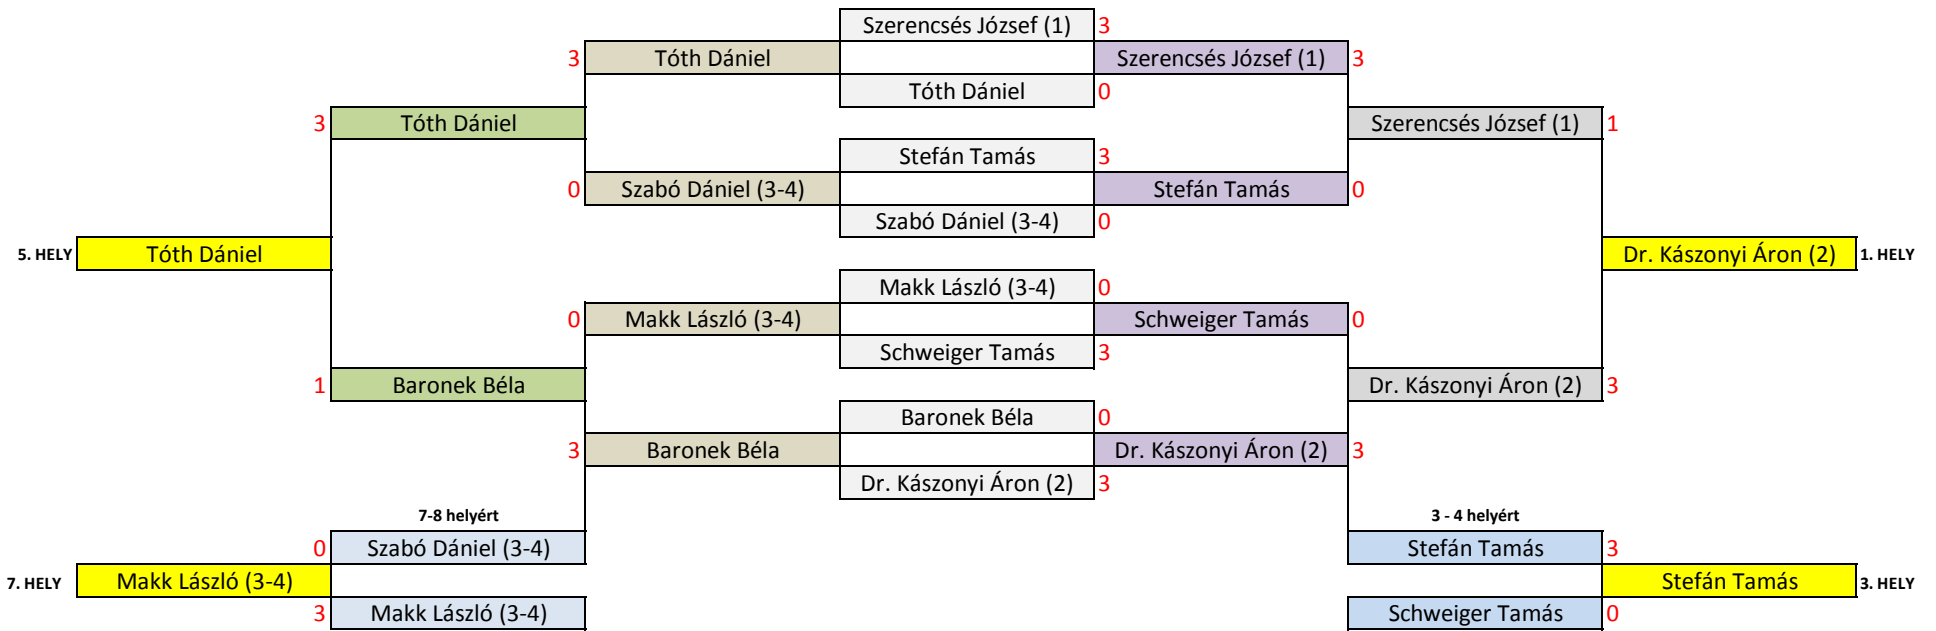 Szerencsés József (1) 3
3 Tóth Dániel Szerencsés József (1) 3
Tóth Dániel 0
3 Tóth Dániel Szerencsés József (1) 1
Stefán Tamás 3
0 Szabó Dániel (3-4) Stefán Tamás 0
Szabó Dániel (3-4) 0
5. HELY Tóth Dániel Dr. Kászonyi Áron (2) 1. HELY
Makk László (3-4) 0
0 Makk László (3-4) Schweiger Tamás 0
Schweiger Tamás 3
1 Baronek Béla Dr. Kászonyi Áron (2) 3
Baronek Béla 0
3 Baronek Béla Dr. Kászonyi Áron (2) 3
Dr. Kászonyi Áron (2) 3
7-8 helyért 3 - 4 helyért
0 Szabó Dániel (3-4) Stefán Tamás 3
7. HELY Makk László (3-4) Stefán Tamás 3. HELY
3 Makk László (3-4) Schweiger Tamás 0